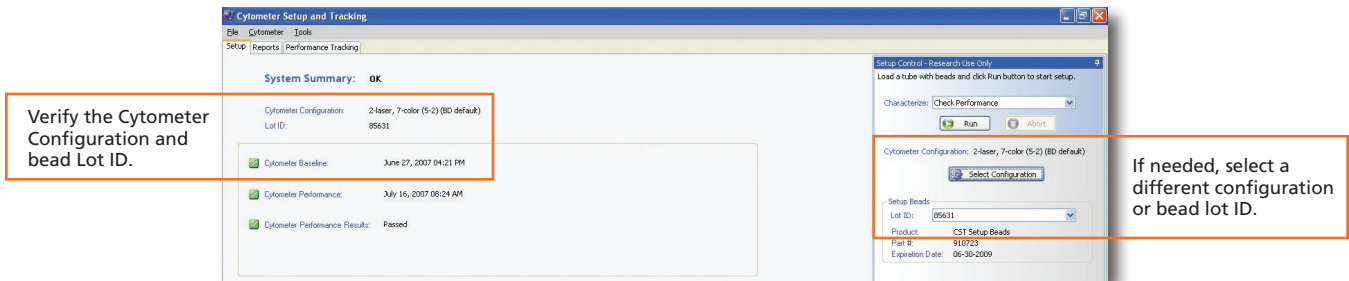 Cytometer Setup and Tracking
File Cytometer Tools
Setup Reports Performance Tracking
System Summary: OK
Cytometer Configuration: 2-laser, 7-color (5-2) (BD default)
Lot ID: 85631
Cytometer Baseline: June 27, 2007 04:21 PM
Cytometer Performance: July 16, 2007 08:24 AM
Cytometer Performance Results: Passed
Verify the Cytometer
Configuration and
bead Lot ID.
Setup Control - Research Use Only
Load a tube with beads and click Run button to start setup.
Characterize: Check Performance
Run Abort
Cytometer Configuration: 2-laser, 7-color (5-2) (BD default)
Select Configuration
Setup Beads
Lot ID: 85631
Product: CST Setup Beads
Part #: 910723
Expiration Date: 06-30-2009
If needed, select a
different configuration
or bead lot ID.